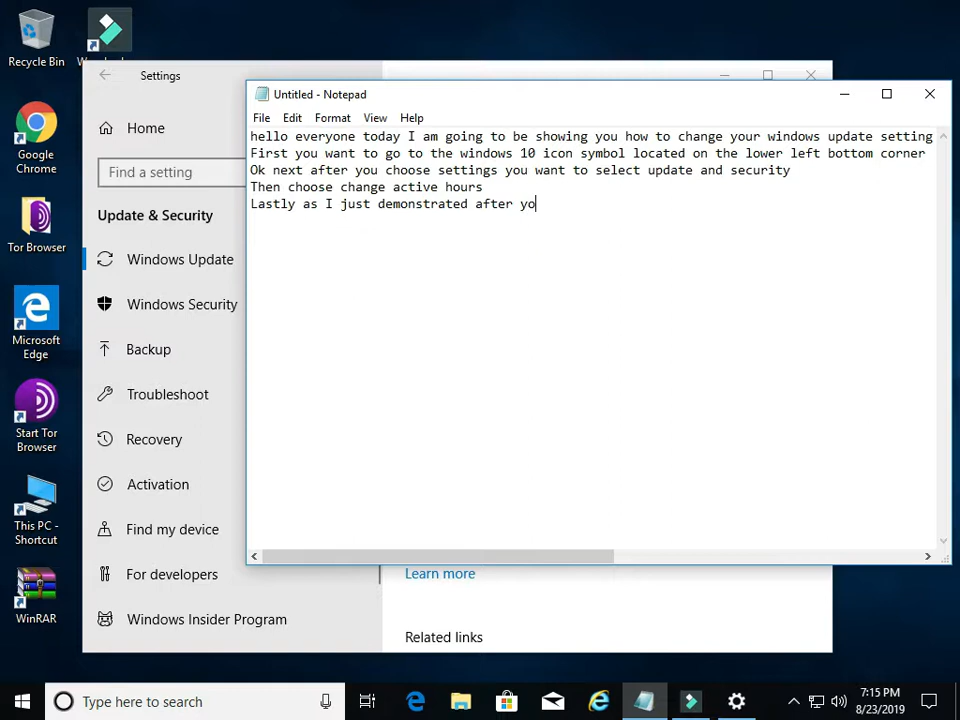 Recycle Bin
Google
Chrome
Tor Browser
Microsoft
Edge
Start Tor
Browser
This PC -
Shortcut
WinRAR
Settings
Home
Find a setting
Update & Security
Windows Update
Windows Security
Backup
Troubleshoot
Recovery
Activation
Find my device
For developers
Windows Insider Program
Untitled - Notepad
File Edit Format View Help
hello everyone today I am going to be showing you how to change your windows update setting
First you want to go to the windows 10 icon symbol located on the lower left bottom corner
Ok next after you choose settings you want to select update and security
Then choose change active hours
Lastly as I just demonstrated after yo
Learn more
Related links
Type here to search
7:15 PM
8/23/2019